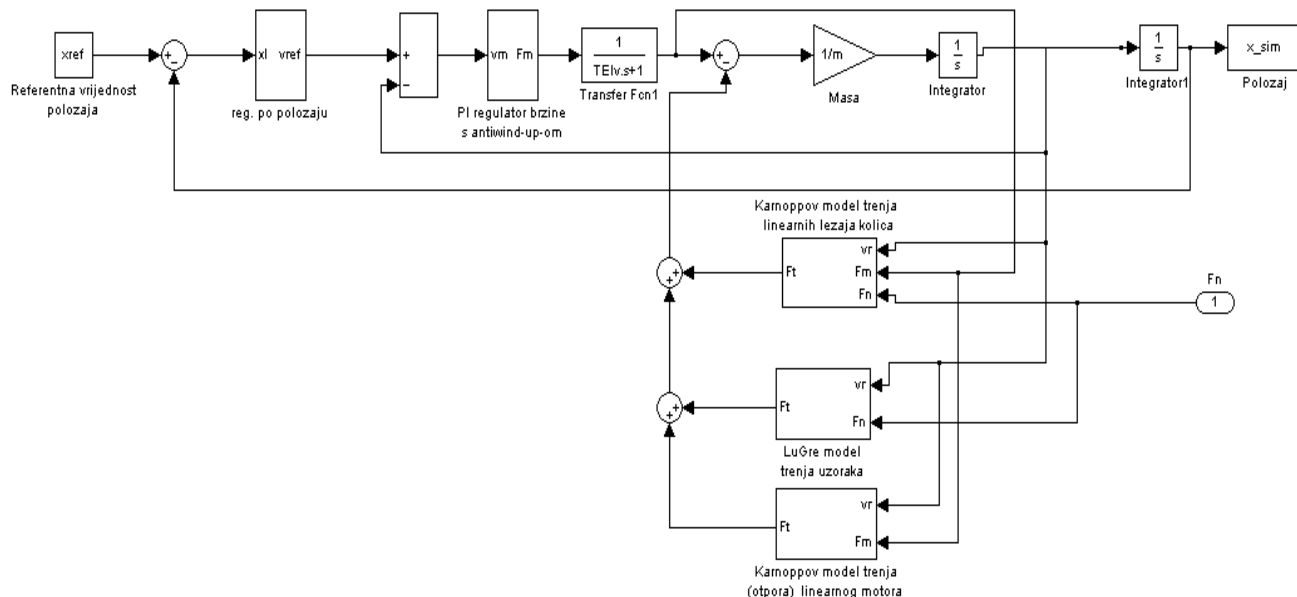 xref
Referentna vrijednost
polozaja
+
-
xl vref
reg. po polozaju
+
-
vm Fm
PI regulator brzine
s antiwind-up-om
1
TElv.s+1
Transfer Fcn1
+
-
1/m
Masa
1
s
Integrator
1
s
Integrator1
x_sim
Polozaj
Karnoppov model trenja
linearnih lezaja kolica
vr
Ft Fm
Fn
+
+
Fn
1
vr
Ft
Fn
+
+
LuGre model
trenja uzoraka
vr
Ft
Fm
Karnoppov model trenja
(otpora) linearnog motora